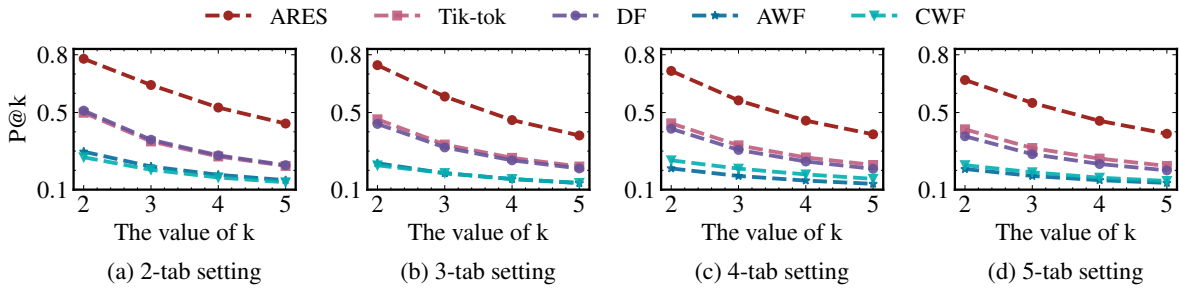 ARES Tik-tok DF AWF CWF
P@k
0.8
0.5
0.1
2 3 4 5
The value of k
(a) 2-tab setting
0.8
0.5
0.1
2 3 4 5
The value of k
(b) 3-tab setting
0.8
0.5
0.1
2 3 4 5
The value of k
(c) 4-tab setting
0.8
0.5
0.1
2 3 4 5
The value of k
(d) 5-tab setting